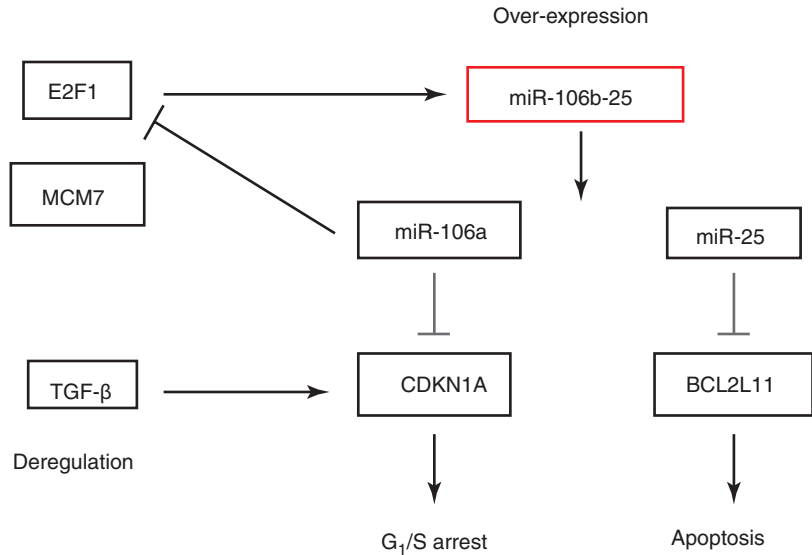 Over-expression
E2F1
miR-106b-25
MCM7
miR-106a
miR-25
TGF-β
CDKN1A
BCL2L11
Deregulation
G₁/S arrest
Apoptosis